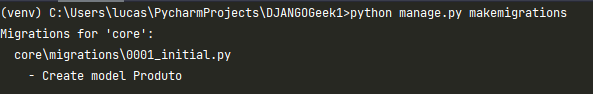 (venv) C:\Users\lucas\PycharmProjects\DJANGOGeek1>python manage.py makemigrations
Migrations for 'core':
  core\migrations\0001_initial.py
    - Create model Produto